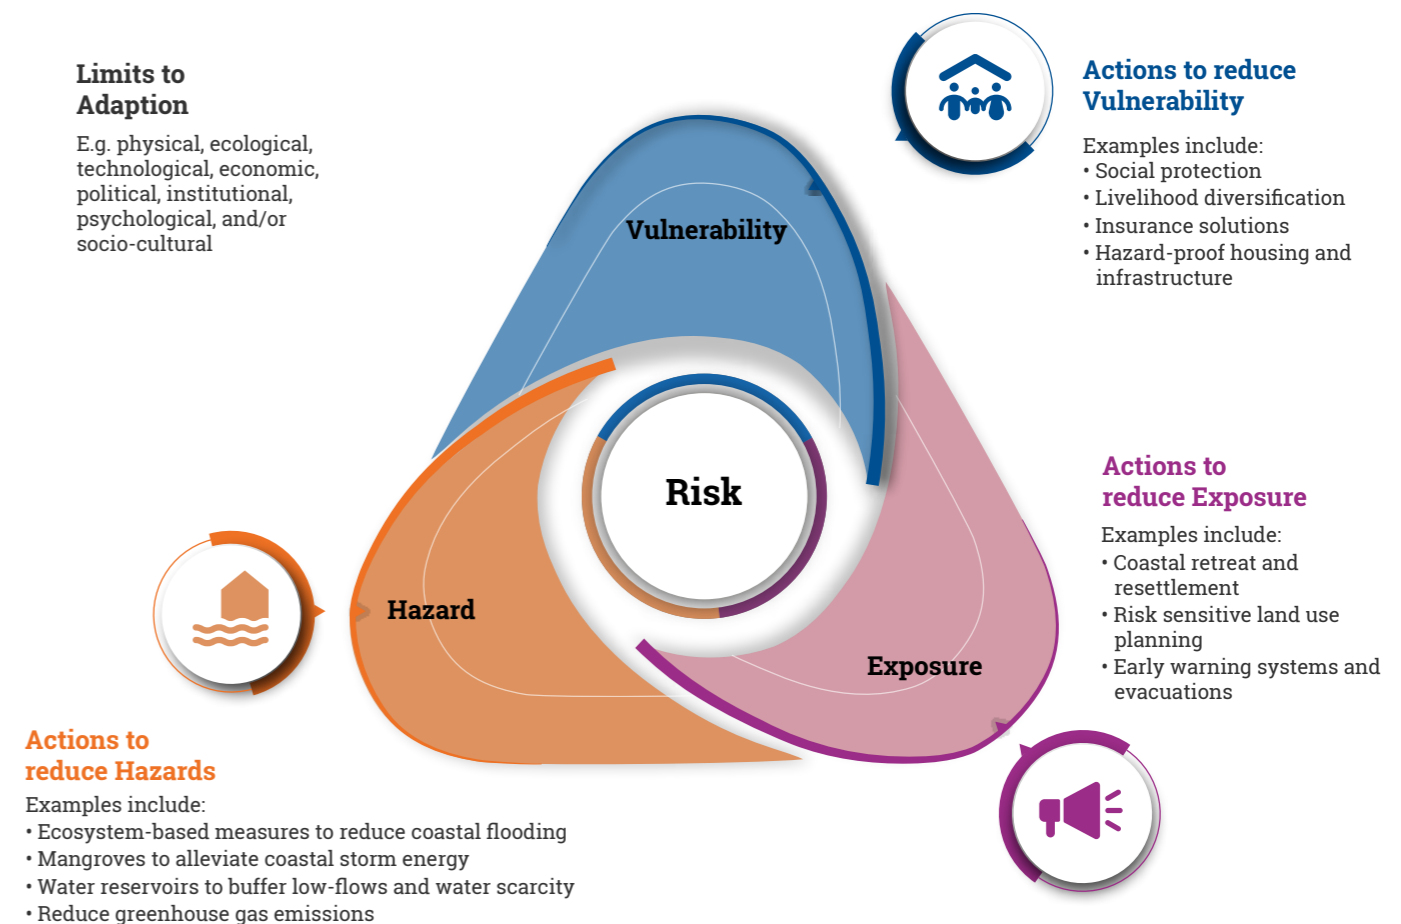 Limits to
Adaption
E.g. physical, ecological,
technological, economic,
political, institutional,
psychological, and/or
socio-cultural
Actions to reduce
Vulnerability
Examples include:
• Social protection
• Livelihood diversification
• Insurance solutions
• Hazard-proof housing and
infrastructure
Vulnerability
Risk
Hazard
Exposure
Actions to
reduce Exposure
Examples include:
• Coastal retreat and
resettlement
• Risk sensitive land use
planning
• Early warning systems and
evacuations
Actions to
reduce Hazards
Examples include:
• Ecosystem-based measures to reduce coastal flooding
• Mangroves to alleviate coastal storm energy
• Water reservoirs to buffer low-flows and water scarcity
• Reduce greenhouse gas emissions